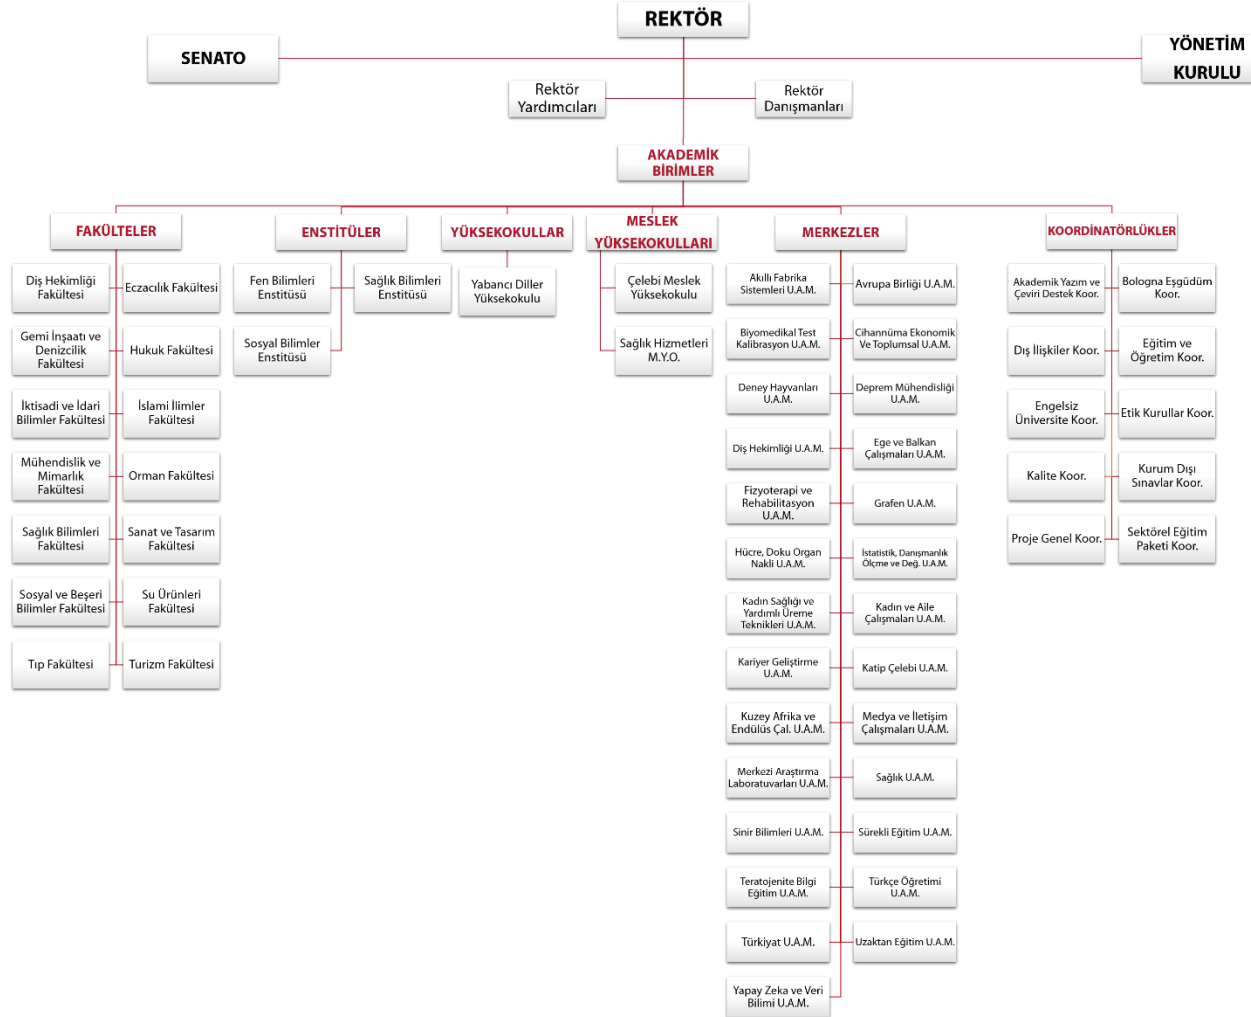 REKTÖR
SENATO
YÖNETİM
KURULU
Rektör
Yardımcıları
Rektör
Danışmanları
AKADEMİK
BİRİMLER
FAKÜLTELER
Diş Hekimliği
Fakültesi
Eczacılık Fakültesi
Gemi İnşaatı ve
Denizcilik
Fakültesi
Hukuk Fakültesi
İktisadi ve İdari
Bilimler Fakültesi
İslami İlimler
Fakültesi
Mühendislik ve
Mimarlık
Fakültesi
Orman Fakültesi
Sağlık Bilimleri
Fakültesi
Sanat ve Tasarım
Fakültesi
Sosyal ve Beşeri
Bilimler Fakültesi
Su Ürünleri
Fakültesi
Tıp Fakültesi
Turizm Fakültesi
ENSTİTÜLER
Fen Bilimleri
Enstitüsü
Sağlık Bilimleri
Enstitüsü
Sosyal Bilimler
Enstitüsü
YÜKSEKOKULLAR
Yabancı Diller
Yüksekokulu
MESLEK
YÜKSEKOKULLARI
Çelebi Meslek
Yüksekokulu
Sağlık Hizmetleri
M.Y.O.
MERKEZLER
Akıllı Fabrika
Sistemleri U.A.M.
Avrupa Birliği U.A.M.
Biyomedikal Test
Kalibrasyon U.A.M.
Cihannüma Ekonomik
Ve Toplumsal U.A.M.
Deney Hayvanları
U.A.M.
Deprem Mühendisliği
U.A.M.
Diş Hekimliği U.A.M.
Ege ve Balkan
Çalışmaları U.A.M.
Fizyoterapi ve
Rehabilitasyon
U.A.M.
Grafen U.A.M.
Hücre, Doku Organ
Nakli U.A.M.
İstatistik, Danışmanlık
Ölçme ve Değ. U.A.M.
Kadın Sağlığı ve
Yardımlı Üreme
Teknikleri U.A.M.
Kadın ve Aile
Çalışmaları U.A.M.
Kariyer Geliştirme
U.A.M.
Katip Çelebi U.A.M.
Kuzey Afrika ve
Endülüs Çal. U.A.M.
Medya ve İletişim
Çalışmaları U.A.M.
Merkezi Araştırma
Laboratuvarları U.A.M.
Sağlık U.A.M.
Sinir Bilimleri U.A.M.
Sürekli Eğitim U.A.M.
Teratojenite Bilgi
Eğitim U.A.M.
Türkçe Öğretimi
U.A.M.
Türkiyat U.A.M.
Uzaktan Eğitim U.A.M.
Yapay Zeka ve Veri
Bilimi U.A.M.
KOORDİNATÖRLÜKLER
Akademik Yazım ve
Çeviri Destek Koor.
Bologna Eşgüdüm
Koor.
Dış İlişkiler Koor.
Eğitim ve
Öğretim Koor.
Engelsiz
Üniversite Koor.
Etik Kurullar Koor.
Kalite Koor.
Kurum Dışı
Sınavlar Koor.
Proje Genel Koor.
Sektörel Eğitim
Paketi Koor.